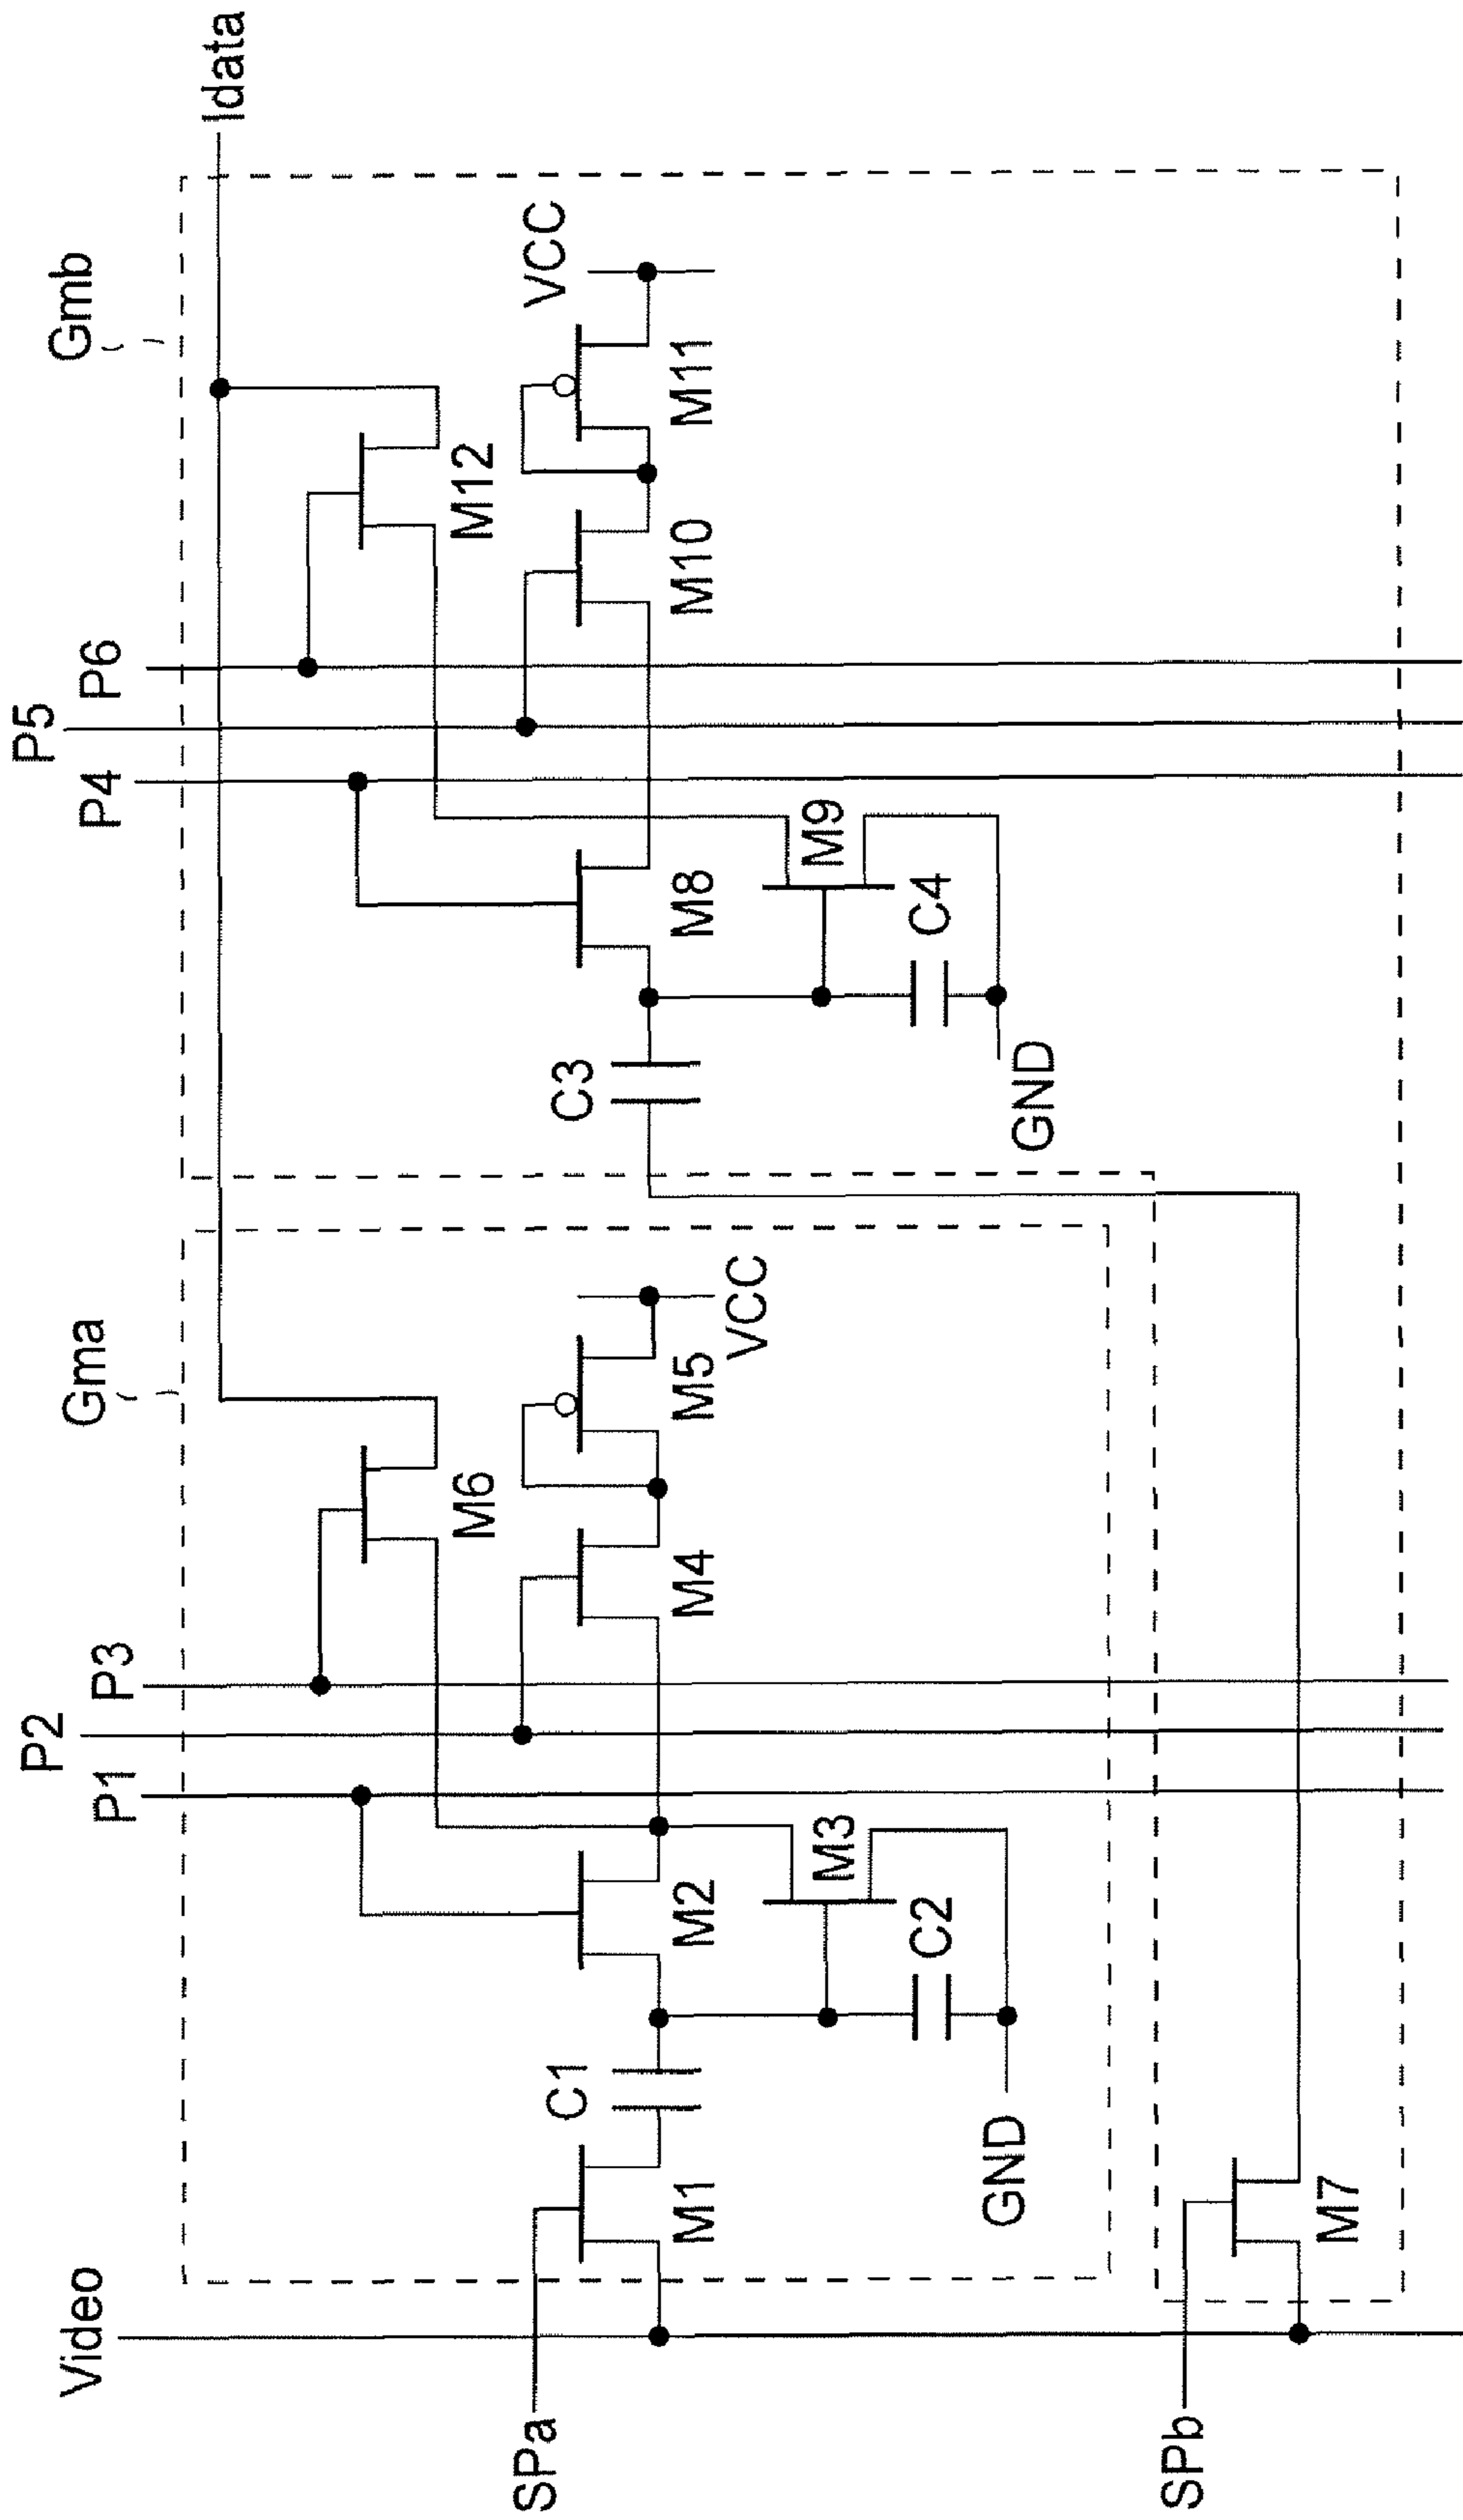 Video
P1
P2
P3
Gma
P4
P5
P6
Gmb
Idata
SPa
M1
C1
M2
M6
M4
M5
VCC
M3
C2
GND
C3
M8
M12
M10
M11
VCC
M9
C4
GND
SPb
M7